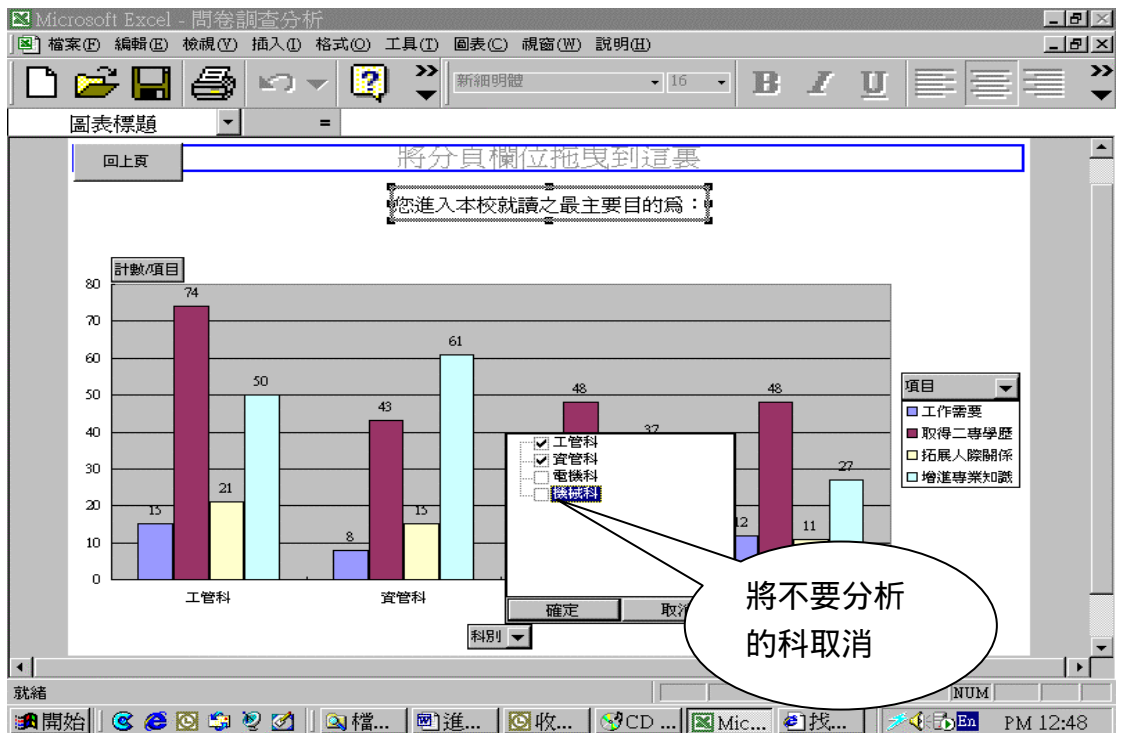 Microsoft Excel - 問卷調查分析
檔案(F) 編輯(E) 檢視(V) 插入(I) 格式(O) 工具(T) 圖表(C) 視窗(W) 說明(H)
新細明體 16 B I U
圖表標題 =
回上頁
將分頁欄位拖曳到這裏
您進入本校就讀之最主要目的為：
計數/項目
80
74
70
61
60
50
50
48
48
43
40
37
30
27
21
20
15
15
12
11
10
8
0
項目
工作需要
取得二專學歷
拓展人際關係
增進專業知識
工管科
資管科
電機科
機械科
確定
工管科
資管科
科別
將不要分析
的科取消
就緒
NUM
開始 檔... 進... 收... CD ... Mic... 找... En PM 12:48